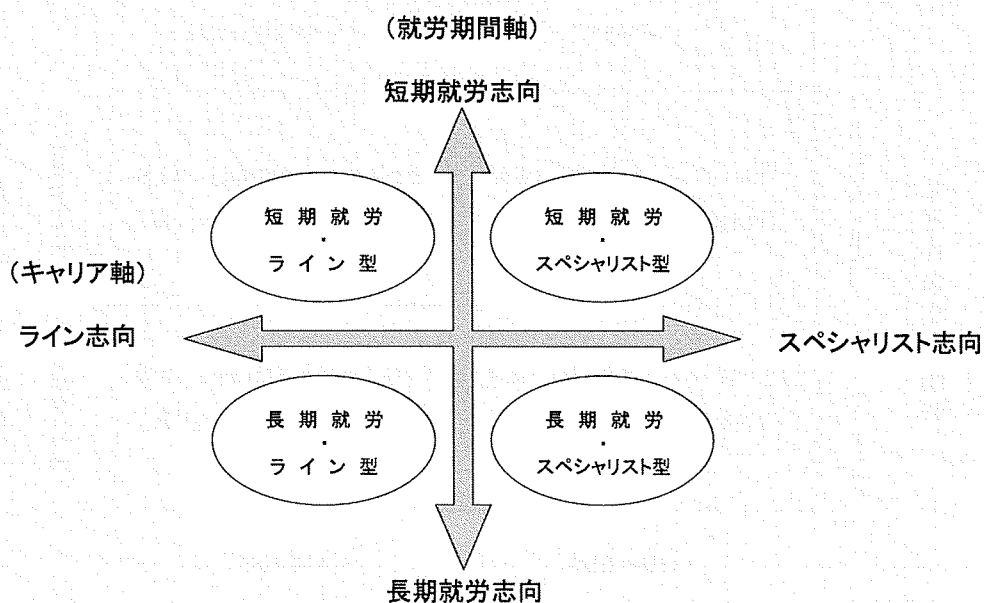 (就労期間軸)
短期就労志向
短期就労
・
ライン型
短期就労
・
スペシャリスト型
(キャリア軸)
ライン志向
スペシャリスト志向
長期就労
・
ライン型
長期就労
・
スペシャリスト型
長期就労志向